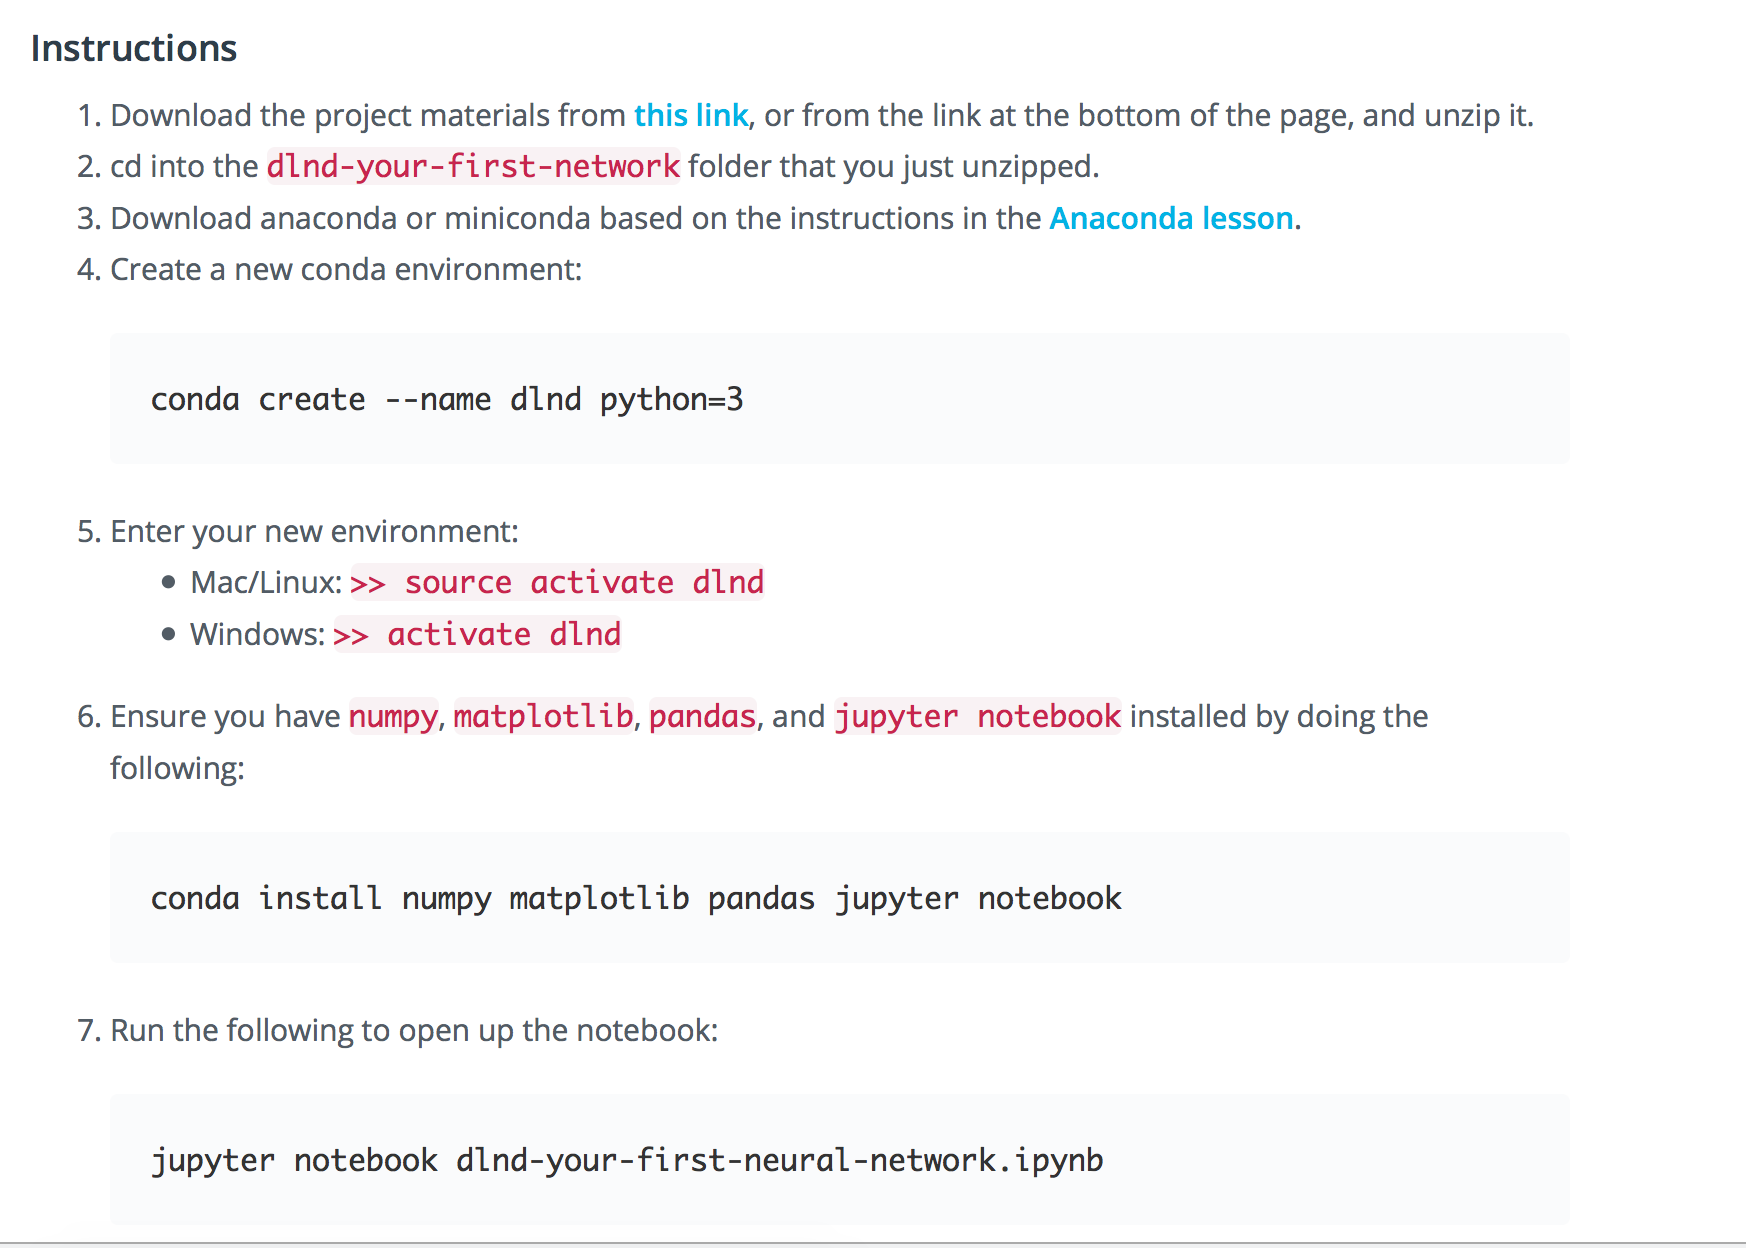 Instructions
1. Download the project materials from this link, or from the link at the bottom of the page, and unzip it.
2. cd into the dlnd-your-first-network folder that you just unzipped.
3. Download anaconda or miniconda based on the instructions in the Anaconda lesson.
4. Create a new conda environment:
conda create --name dlnd python=3
5. Enter your new environment:
● Mac/Linux: >> source activate dlnd
● Windows: >> activate dlnd
6. Ensure you have numpy, matplotlib, pandas, and jupyter notebook installed by doing the
following:
conda install numpy matplotlib pandas jupyter notebook
7. Run the following to open up the notebook:
jupyter notebook dlnd-your-first-neural-network.ipynb